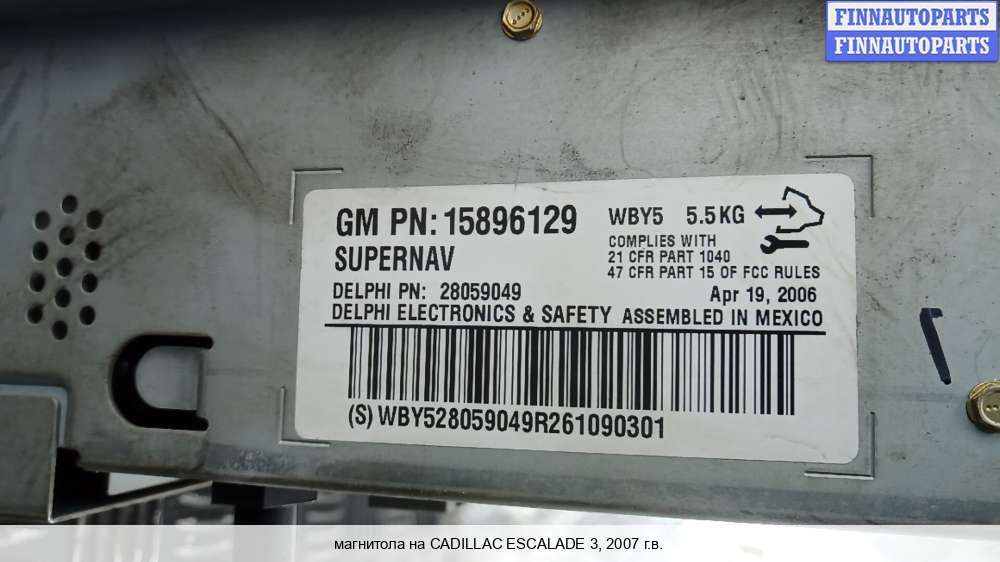 FINNAUTOPARTS
FINNAUTOPARTS
GM PN: 15896129 WBY5 5.5KG
SUPERNAV
COMPLIES WITH
21 CFR PART 1040
47 CFR PART 15 OF FCC RULES
DELPHI PN: 28059049 Apr 19, 2006
DELPHI ELECTRONICS & SAFETY ASSEMBLED IN MEXICO
(S) WBY528059049R261090301
магнитола на CADILLAC ESCALADE 3, 2007 г.в.